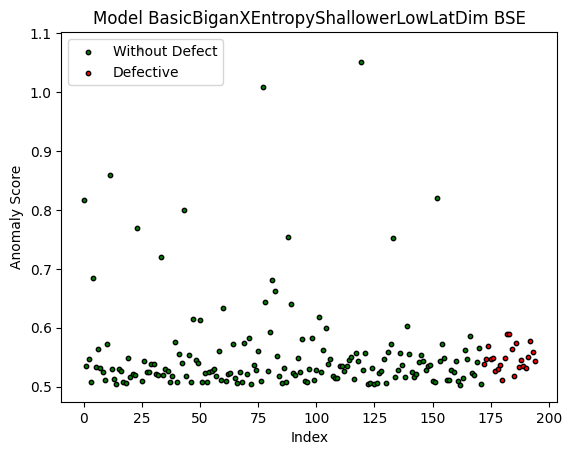 Model BasicBiganXEntropyShallowerLowLatDim BSE
Without Defect
Defective
1.1
1.0
0.9
0.8
0.7
0.6
0.5
Anomaly Score
0 25 50 75 100 125 150 175 200
Index